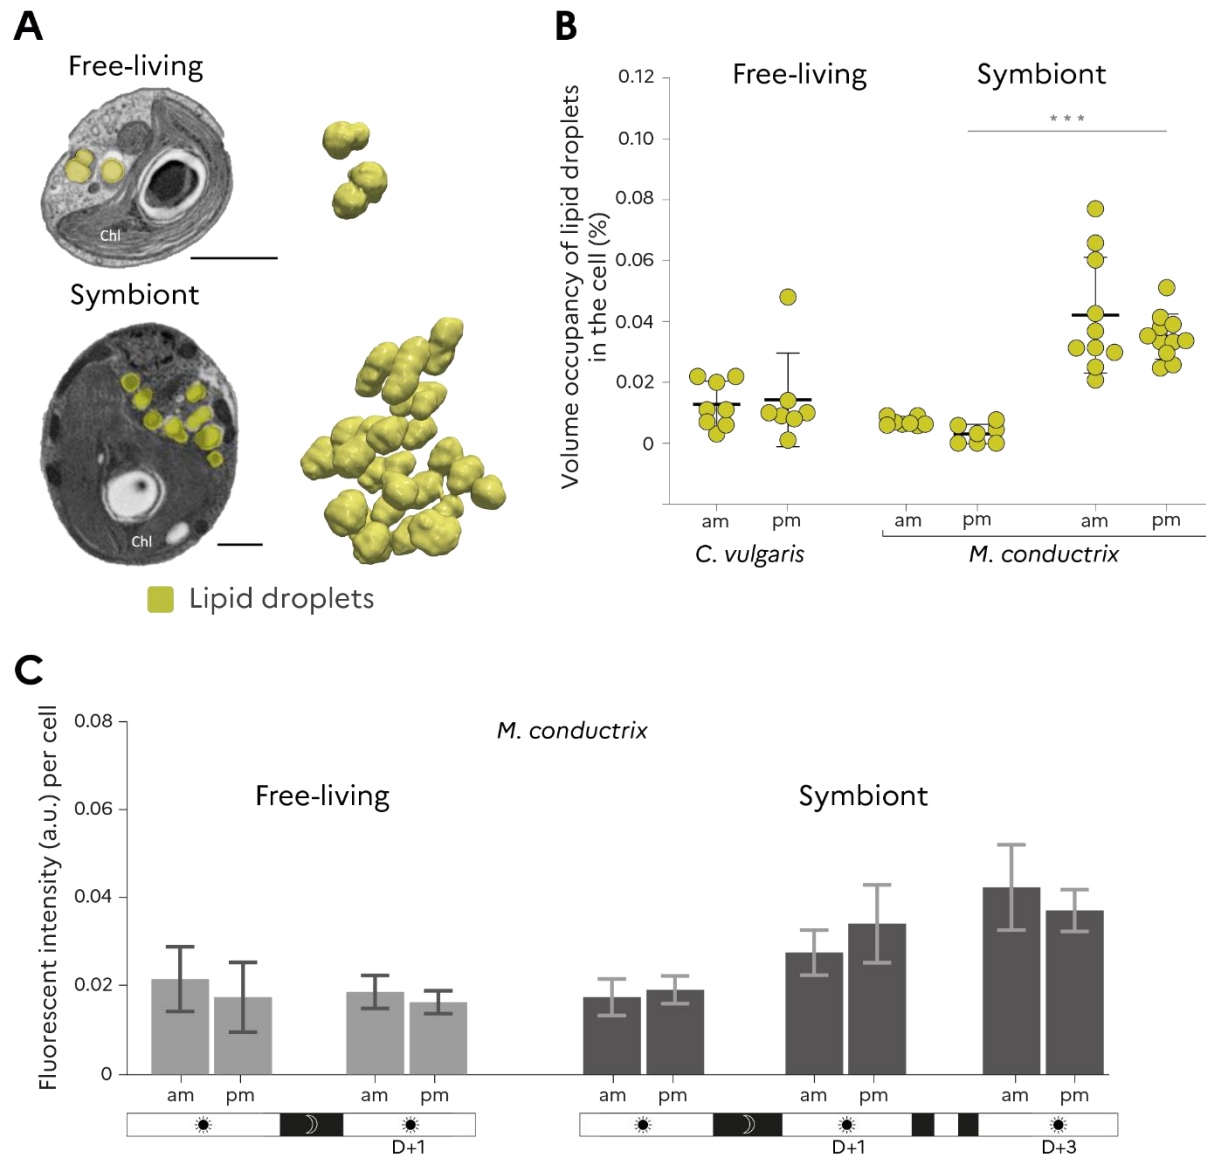 A
Free-living
Chl
Symbiont
Chl
Lipid droplets
B
Volume occupancy of lipid droplets
in the cell (%)
0.12
0.10
0.08
0.06
0.04
0.02
0
Free-living
Symbiont
***
am
pm
am
pm
am
pm
C. vulgaris
M. conductrix
C
Fluorescent intensity (a.u.) per cell
0.08
0.06
0.04
0.02
0
M. conductrix
Free-living
Symbiont
am
pm
am
pm
am
pm
am
pm
am
pm
D+1
D+1
D+3